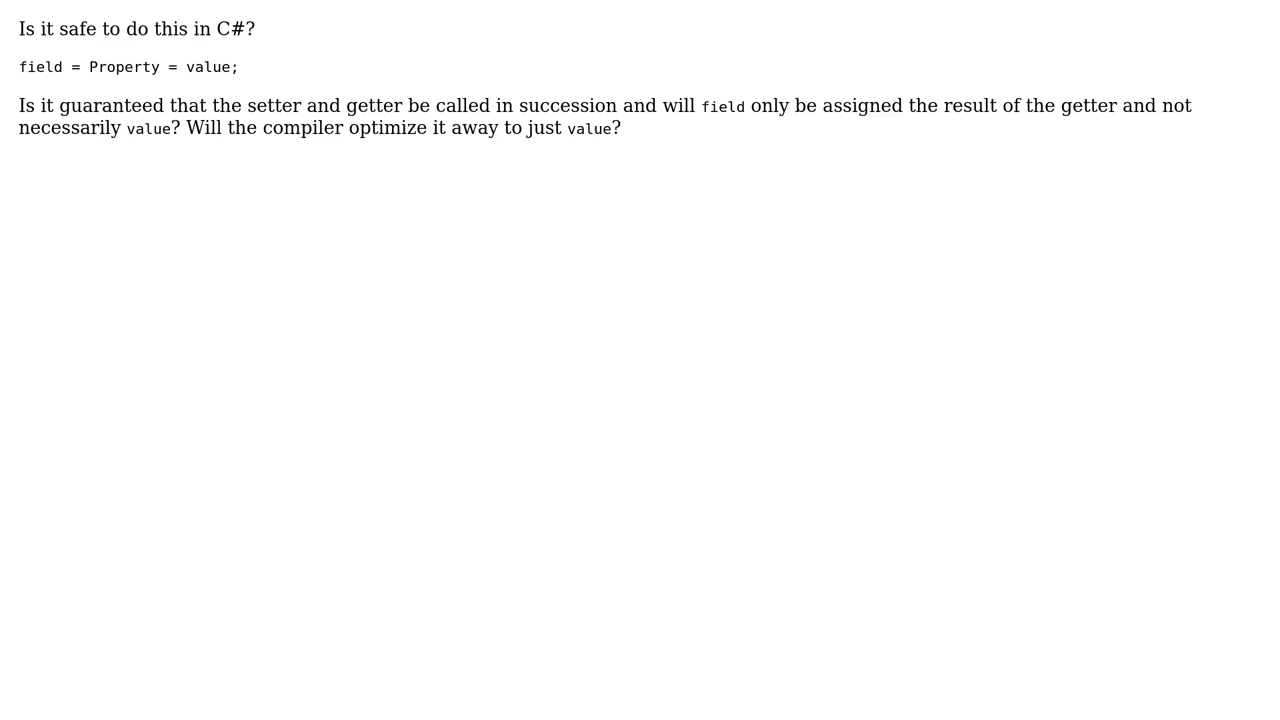 Is it safe to do this in C#?
field = Property = value;
Is it guaranteed that the setter and getter be called in succession and will field only be assigned the result of the getter and not
necessarily value? Will the compiler optimize it away to just value?